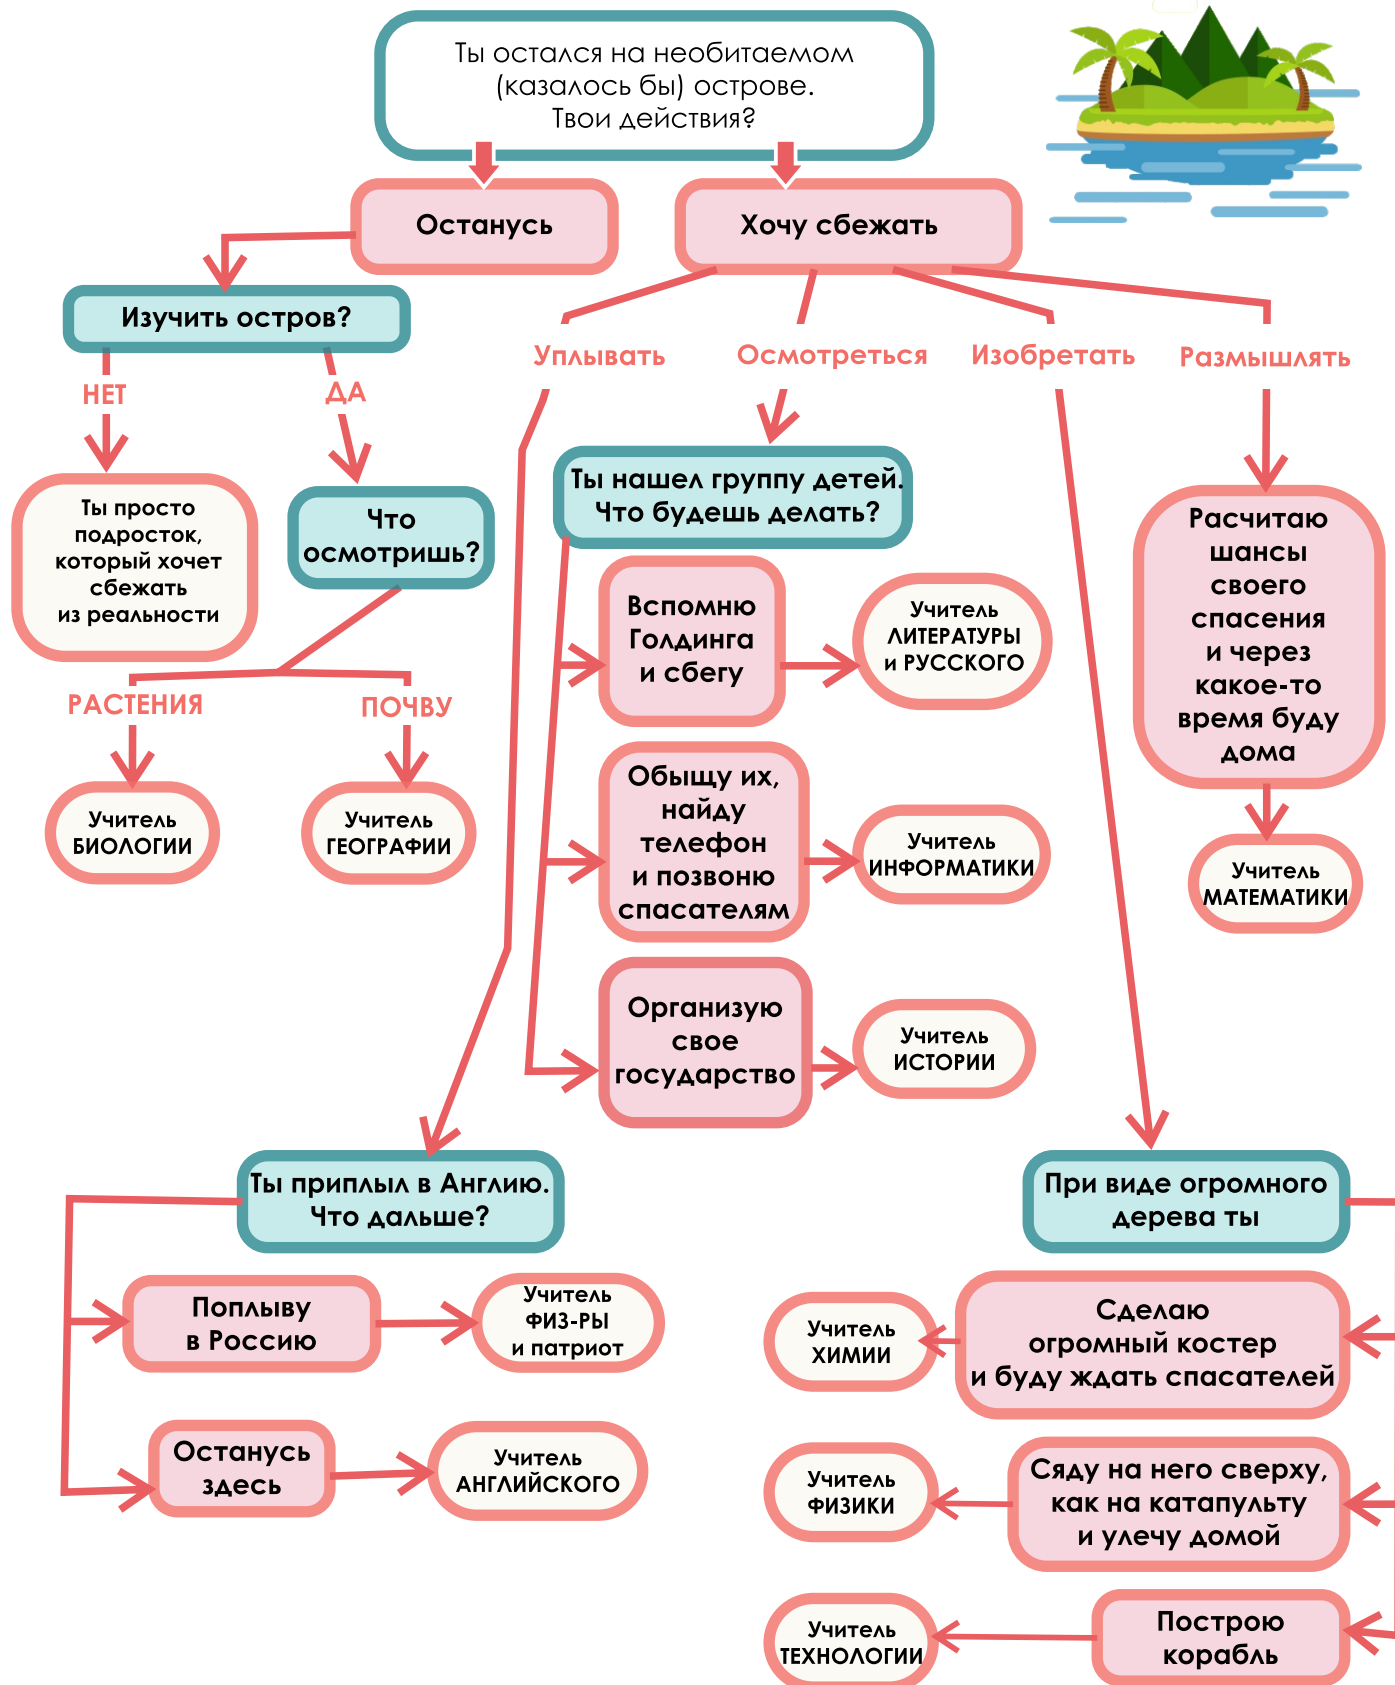 Ты остался на необитаемом
(казалось бы) острове.
Твои действия?
Останусь
Хочу сбежать
Изучить остров?
НЕТ
ДА
Уплывать
Осмотреться
Изобретать
Размышлять
Ты просто
подросток,
который хочет
сбежать
из реальности
Что
осмотришь?
РАСТЕНИЯ
ПОЧВУ
Учитель
БИОЛОГИИ
Учитель
ГЕОГРАФИИ
Ты нашел группу детей.
Что будешь делать?
Вспомню
Голдинга
и сбегу
Учитель
ЛИТЕРАТУРЫ
и РУССКОГО
Обыщу их,
найду
телефон
и позвоню
спасателям
Учитель
ИНФОРМАТИКИ
Организую
свое
государство
Учитель
ИСТОРИИ
Расчитаю
шансы
своего
спасения
и через
какое-то
время буду
дома
Учитель
МАТЕМАТИКИ
Ты приплыл в Англию.
Что дальше?
Поплыву
в Россию
Учитель
ФИЗ-РЫ
и патриот
Останусь
здесь
Учитель
АНГЛИЙСКОГО
При виде огромного
дерева ты
Сделаю
огромный костер
и буду ждать спасателей
Учитель
ХИМИИ
Сяду на него сверху,
как на катапульту
и улечу домой
Учитель
ФИЗИКИ
Построю
корабль
Учитель
ТЕХНОЛОГИИ